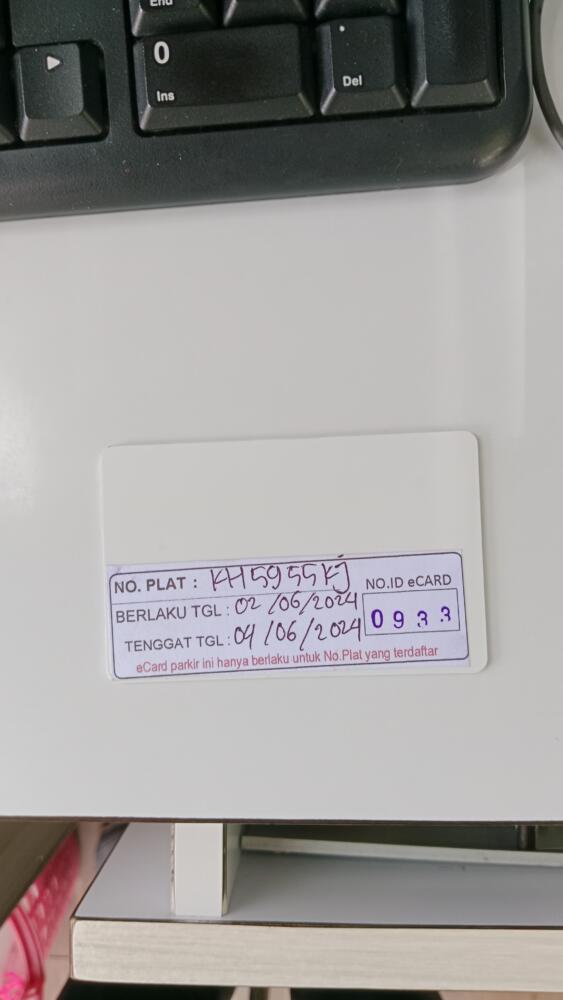 End
0
Ins
Del
NO. PLAT : KH5955KJ
NO.ID eCARD
BERLAKU TGL : 02/06/2024
0933
TENGGAT TGL : 04/06/2024
eCard parkir ini hanya berlaku untuk No.Plat yang terdaftar